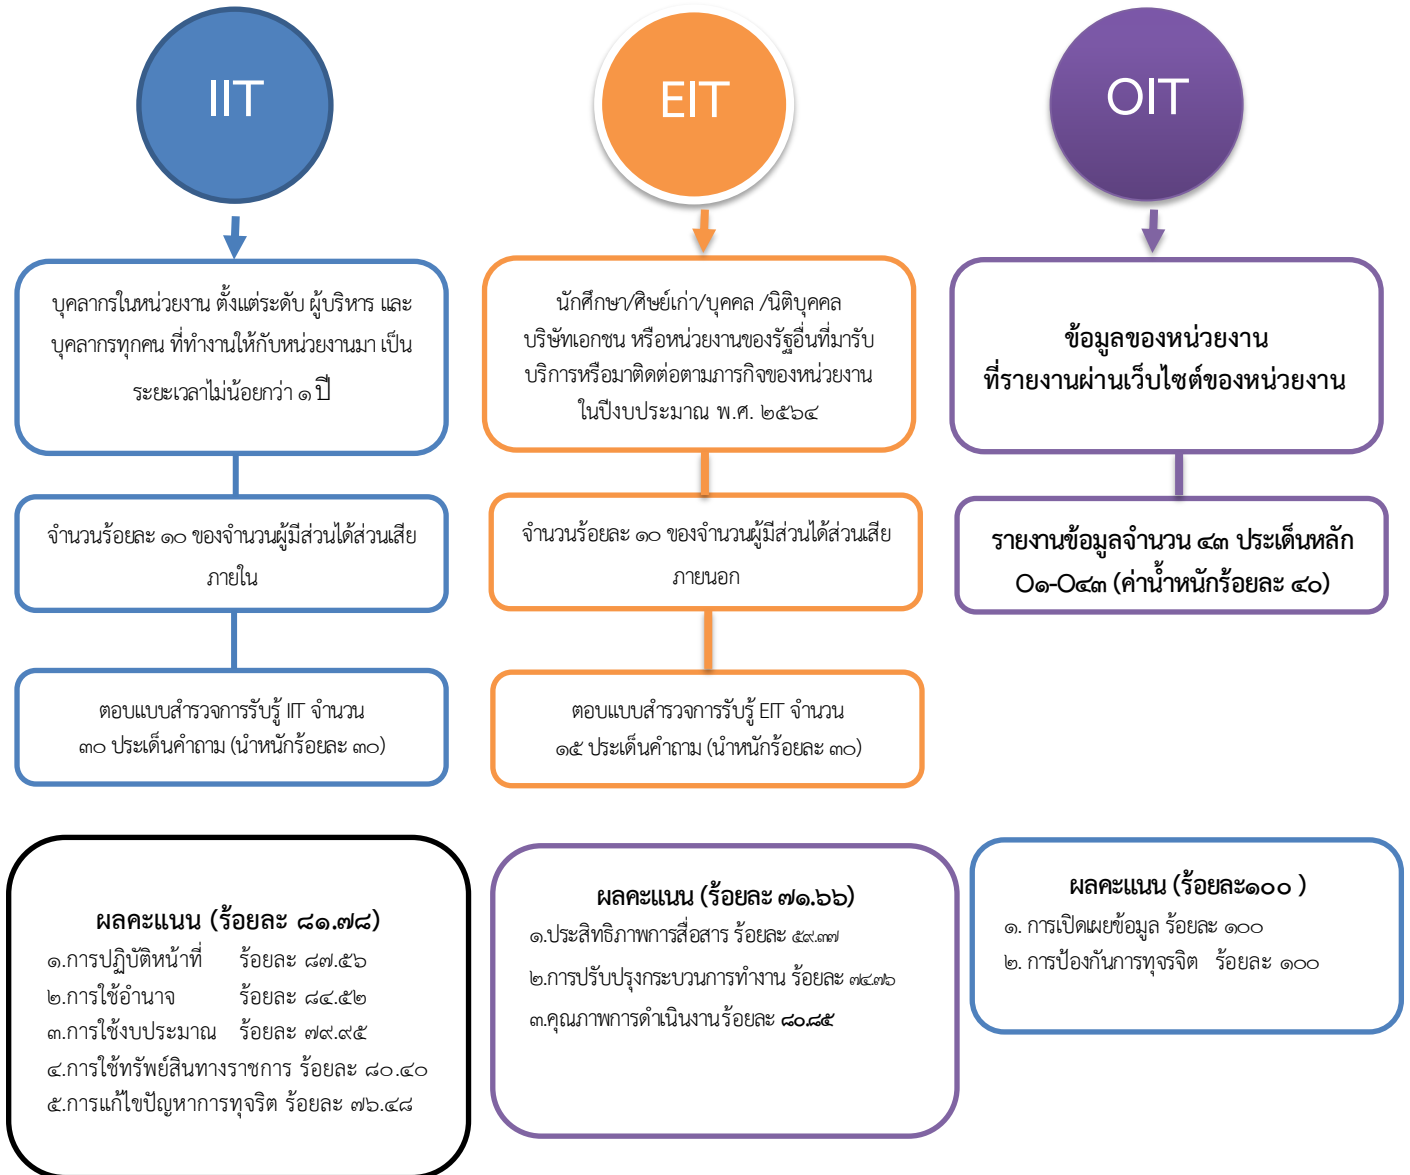 IIT
บุคลากรในหน่วยงาน ตั้งแต่ระดับ ผู้บริหาร และ
บุคลากรทุกคน ที่ทำงานให้กับหน่วยงานมา เป็น
ระยะเวลาไม่น้อยกว่า ๑ ปี
จำนวนร้อยละ ๑๐ ของจำนวนผู้มีส่วนได้ส่วนเสีย
ภายใน
ตอบแบบสำรวจการรับรู้ IIT จำนวน
๓๐ ประเด็นคำถาม (นำหนักร้อยละ ๓๐)
ผลคะแนน (ร้อยละ ๘๑.๗๘)
๑.การปฏิบัติหน้าที่ ร้อยละ ๘๗.๕๖
๒.การใช้อำนาจ ร้อยละ ๘๔.๕๒
๓.การใช้งบประมาณ ร้อยละ ๗๙.๙๕
๔.การใช้ทรัพย์สินทางราชการ ร้อยละ ๘๐.๔๐
๕.การแก้ไขปัญหาการทุจริต ร้อยละ ๗๖.๔๘
EIT
นักศึกษา/ศิษย์เก่า/บุคคล /นิติบุคคล
บริษัทเอกชน หรือหน่วยงานของรัฐอื่นที่มารับ
บริการหรือมาติดต่อตามภารกิจของหน่วยงาน
ในปีงบประมาณ พ.ศ. ๒๕๖๔
จำนวนร้อยละ ๑๐ ของจำนวนผู้มีส่วนได้ส่วนเสีย
ภายนอก
ตอบแบบสำรวจการรับรู้ EIT จำนวน
๑๕ ประเด็นคำถาม (นำหนักร้อยละ ๓๐)
ผลคะแนน (ร้อยละ ๗๑.๖๖)
๑.ประสิทธิภาพการสื่อสาร ร้อยละ ๕๙.๓๗
๒.การปรับปรุงกระบวนการทำงาน ร้อยละ ๗๔.๗๖
๓.คุณภาพการดำเนินงาน ร้อยละ ๘๐.๘๕
OIT
ข้อมูลของหน่วยงาน
ที่รายงานผ่านเว็บไซต์ของหน่วยงาน
รายงานข้อมูลจำนวน ๔๓ ประเด็นหลัก
O๑-O๔๓ (ค่าน้ำหนักร้อยละ ๔๐)
ผลคะแนน (ร้อยละ๑๐๐ )
๑. การเปิดเผยข้อมูล ร้อยละ ๑๐๐
๒. การป้องกันการทุจรจิต ร้อยละ ๑๐๐